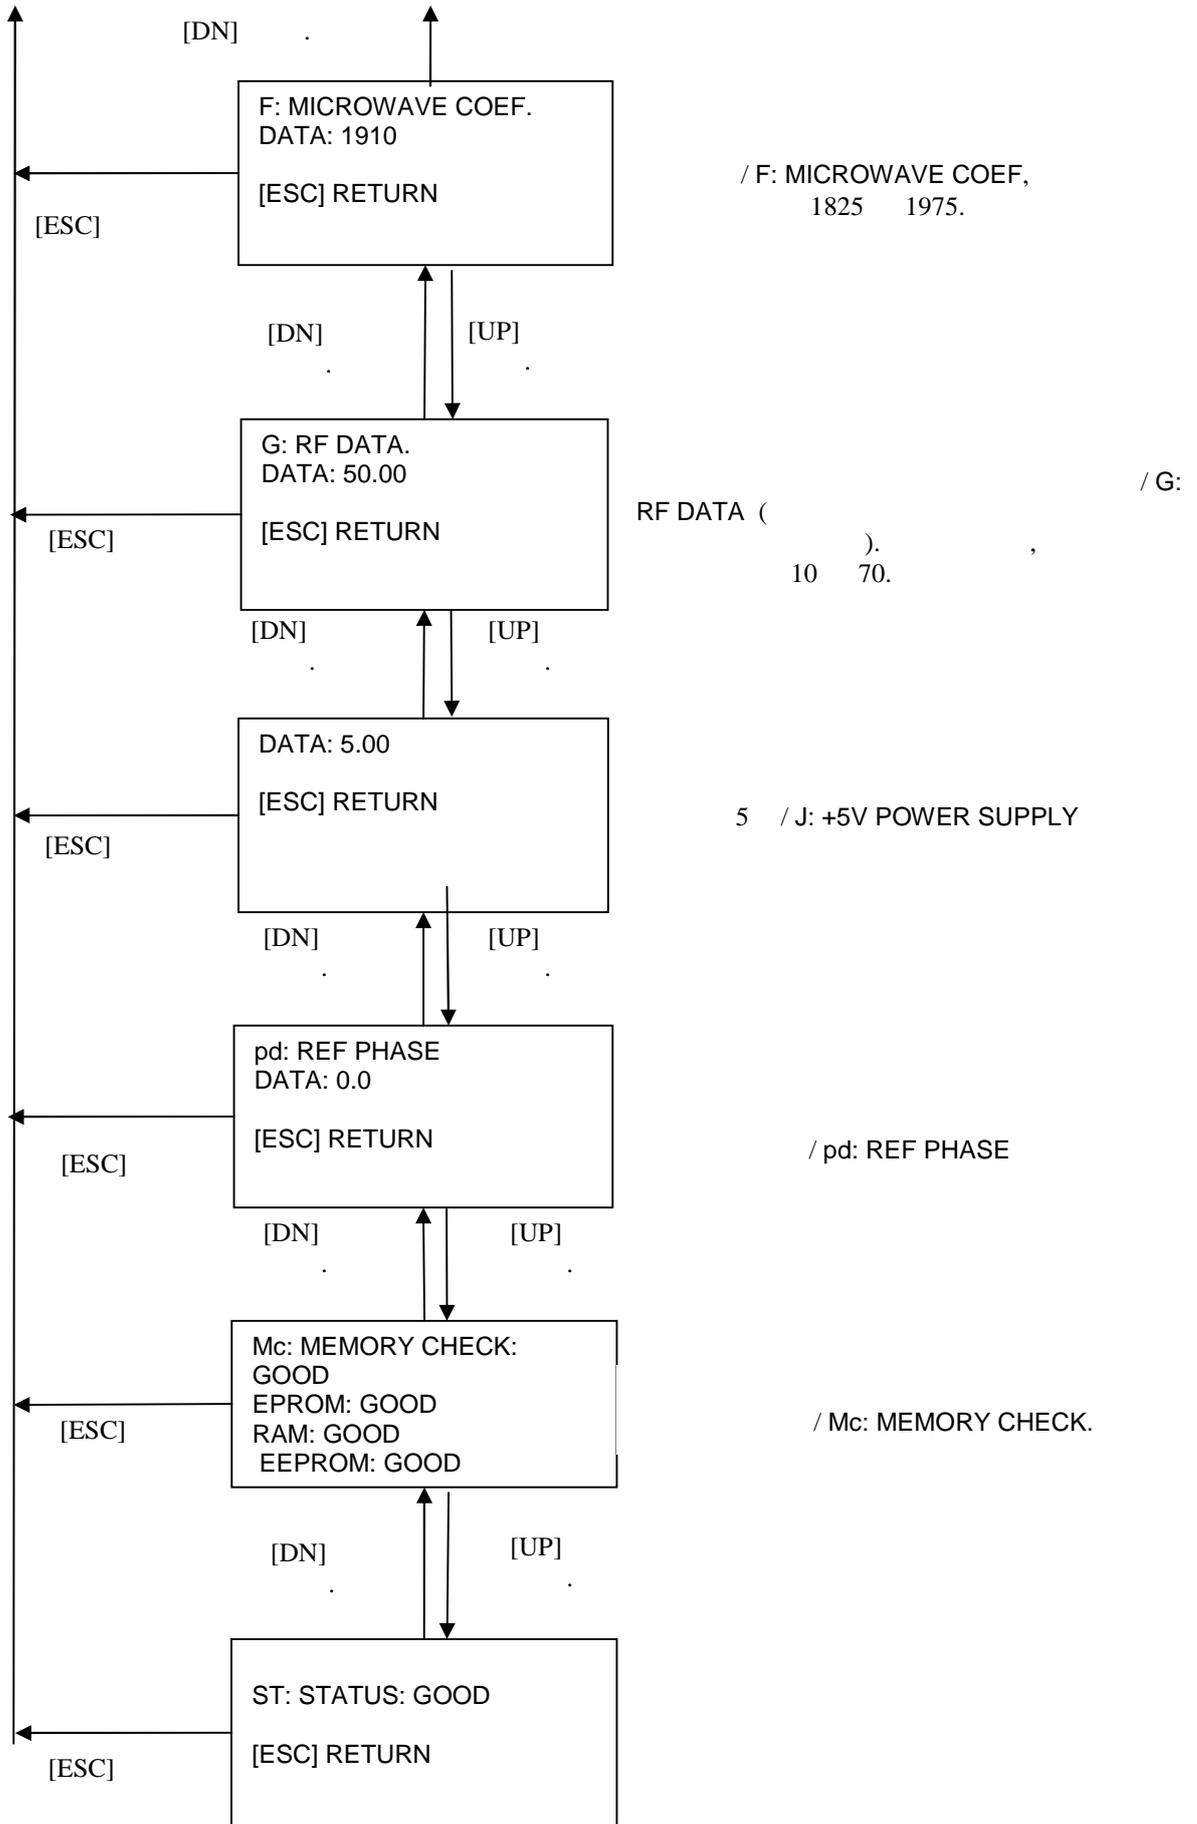 [DN] .
F: MICROWAVE COEF.
DATA: 1910
[ESC] RETURN
/ F: MICROWAVE COEF,
1825 1975.
[ESC]
[DN] [UP]
. .
G: RF DATA.
DATA: 50.00
[ESC] RETURN
/ G:
RF DATA (
). ,
10 70.
[ESC]
[DN] [UP]
. .
DATA: 5.00
[ESC] RETURN
5 / J: +5V POWER SUPPLY
[ESC]
[DN] [UP]
. .
pd: REF PHASE
DATA: 0.0
[ESC] RETURN
/ pd: REF PHASE
[ESC]
[DN] [UP]
. .
Mc: MEMORY CHECK:
GOOD
EPROM: GOOD
RAM: GOOD
EEPROM: GOOD
/ Mc: MEMORY CHECK.
[ESC]
[DN] [UP]
. .
ST: STATUS: GOOD
[ESC] RETURN
[ESC]